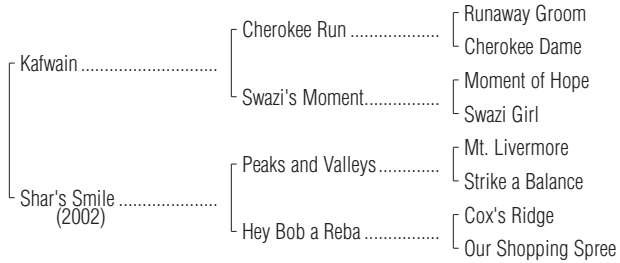 Runaway Groom
Cherokee Run ....................
Cherokee Dame
Kafwain ............................
Moment of Hope
Swazi's Moment................
Swazi Girl
Mt. Livermore
Peaks and Valleys.............
Strike a Balance
Shar's Smile ....................
(2002)
Cox's Ridge
Hey Bob a Reba ................
Our Shopping Spree